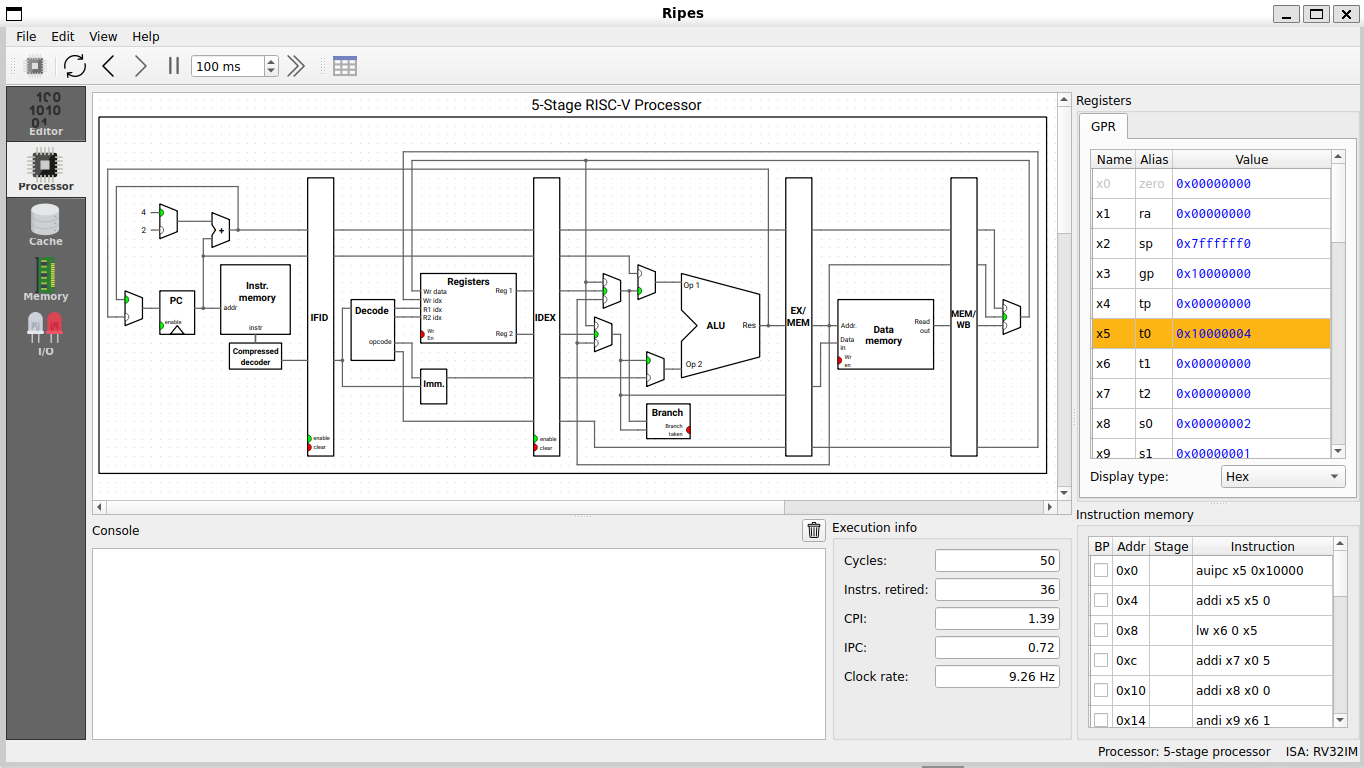 Ripes
File Edit View Help
100 ms
Editor
Processor
Cache
Memory
I/O
5-Stage RISC-V Processor
4
2
+
PC
enable
Instr. memory
addr
instr
Compressed decoder
IFID
enable
clear
Decode
opcode
Registers
Wr data
Wr idx
R1 idx
R2 idx
Wr En
Reg 1
Reg 2
Imm.
IDEX
enable
clear
Op 1
ALU
Res
Op 2
Branch
Branch taken
EX/MEM
Data memory
Addr.
Data in
Wr en
Read out
MEM/WB
Registers
GPR
Name Alias Value
x0 zero 0x00000000
x1 ra 0x00000000
x2 sp 0x7ffffff0
x3 gp 0x10000000
x4 tp 0x00000000
x5 t0 0x10000004
x6 t1 0x00000000
x7 t2 0x00000000
x8 s0 0x00000002
x9 s1 0x00000001
Display type: Hex
Console
Execution info
Cycles: 50
Instrs. retired: 36
CPI: 1.39
IPC: 0.72
Clock rate: 9.26 Hz
Instruction memory
BP Addr Stage Instruction
0x0 auipc x5 0x10000
0x4 addi x5 x5 0
0x8 lw x6 0 x5
0xc addi x7 x0 5
0x10 addi x8 x0 0
0x14 andi x9 x6 1
Processor: 5-stage processor ISA: RV32IM